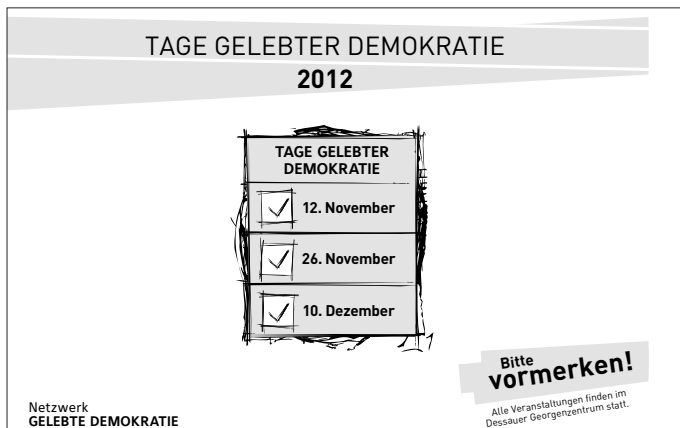 TAGE GELEBTER DEMOKRATIE
2012
TAGE GELEBTER
DEMOKRATIE
12. November
26. November
10. Dezember
Bitte
vormerken!
Alle Veranstaltungen finden im
Dessauer Georgenzentrum statt.
Netzwerk
GELEBTE DEMOKRATIE